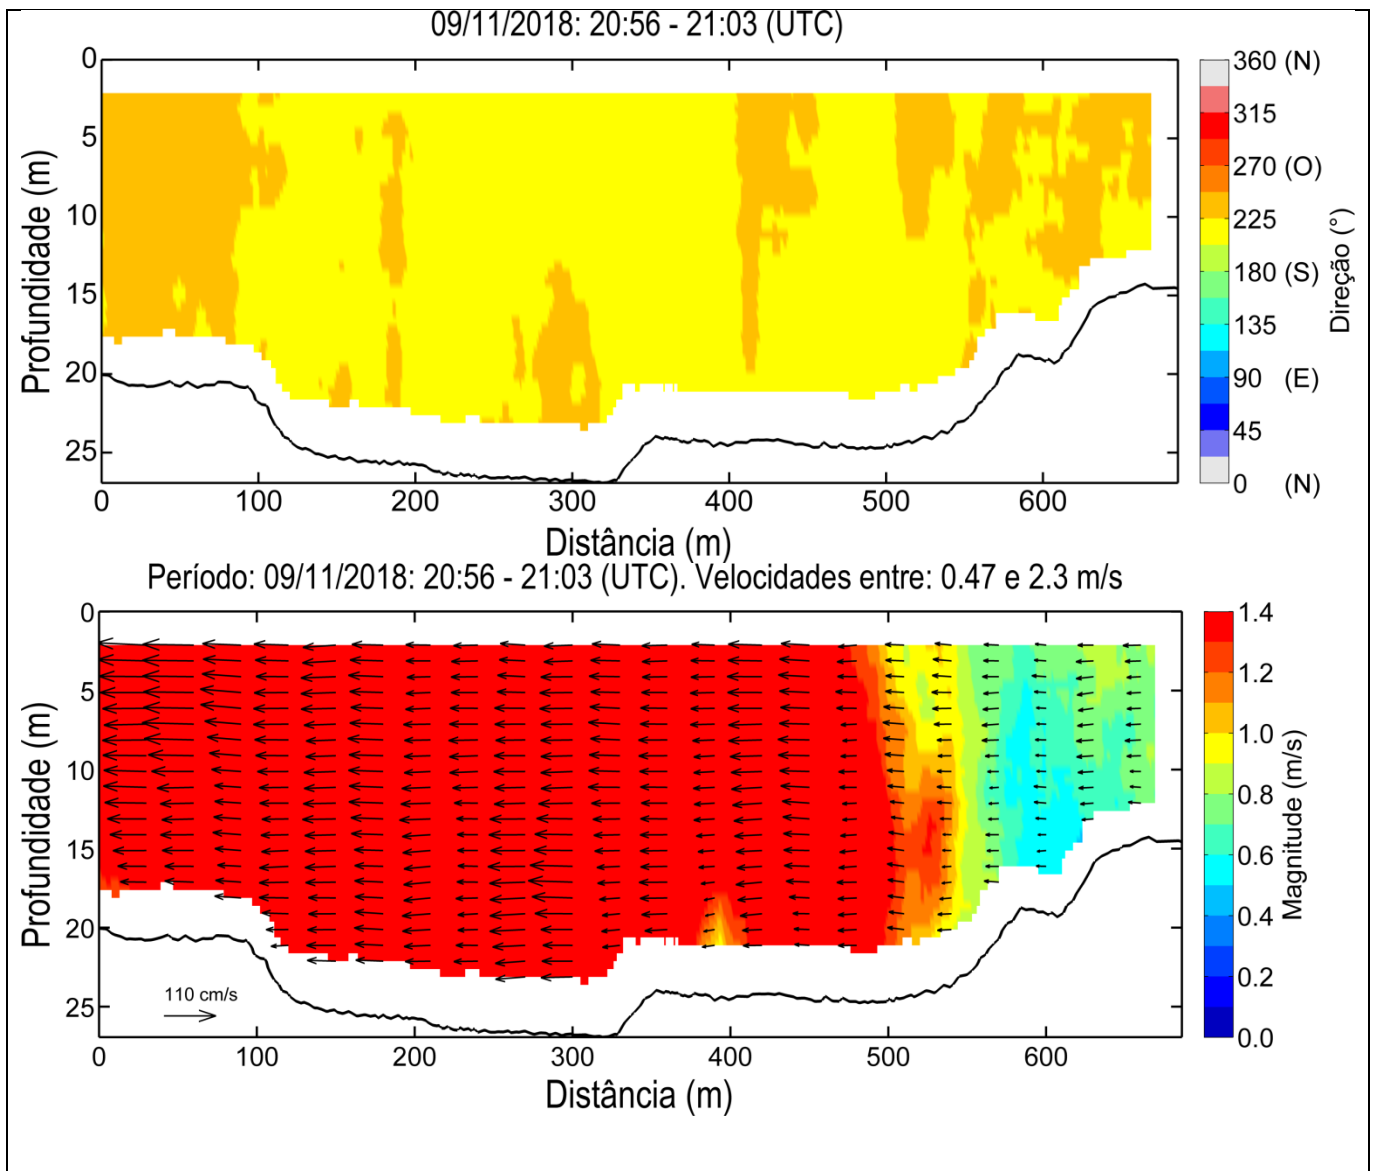 09/11/2018: 20:56 - 21:03 (UTC)
0
5
10
15
20
25
Profundidade (m)
0 100 200 300 400 500 600
Distância (m)
360 (N)
315
270 (O)
225
180 (S)
135
90 (E)
45
0 (N)
Direção (°)
Período: 09/11/2018: 20:56 - 21:03 (UTC). Velocidades entre: 0.47 e 2.3 m/s
0
5
10
15
20
25
Profundidade (m)
110 cm/s
0 100 200 300 400 500 600
Distância (m)
1.4
1.2
1.0
0.8
0.6
0.4
0.2
0.0
Magnitude (m/s)